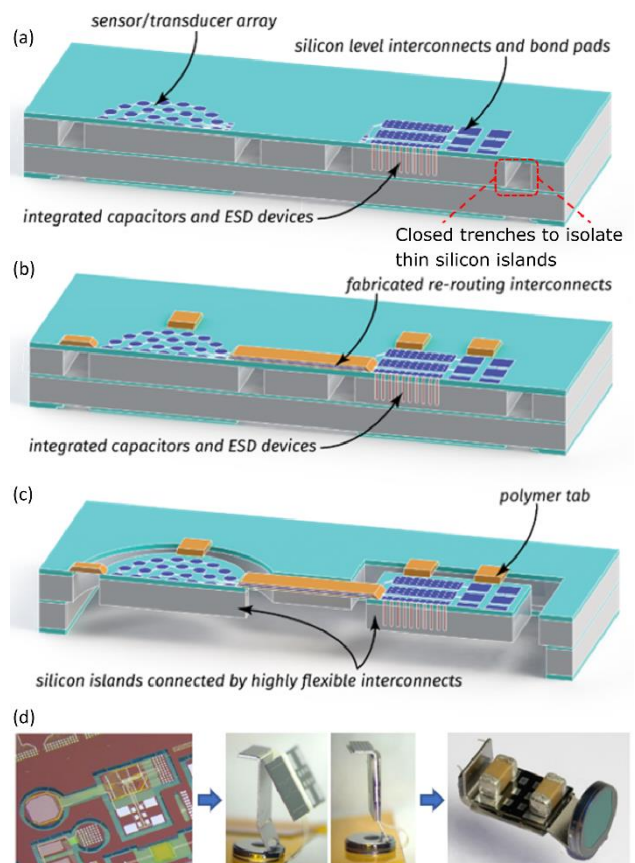 (a)
sensor/transducer array
silicon level interconnects and bond pads
integrated capacitors and ESD devices
Closed trenches to isolate
thin silicon islands
(b)
fabricated re-routing interconnects
integrated capacitors and ESD devices
(c)
polymer tab
silicon islands connected by highly flexible interconnects
(d)